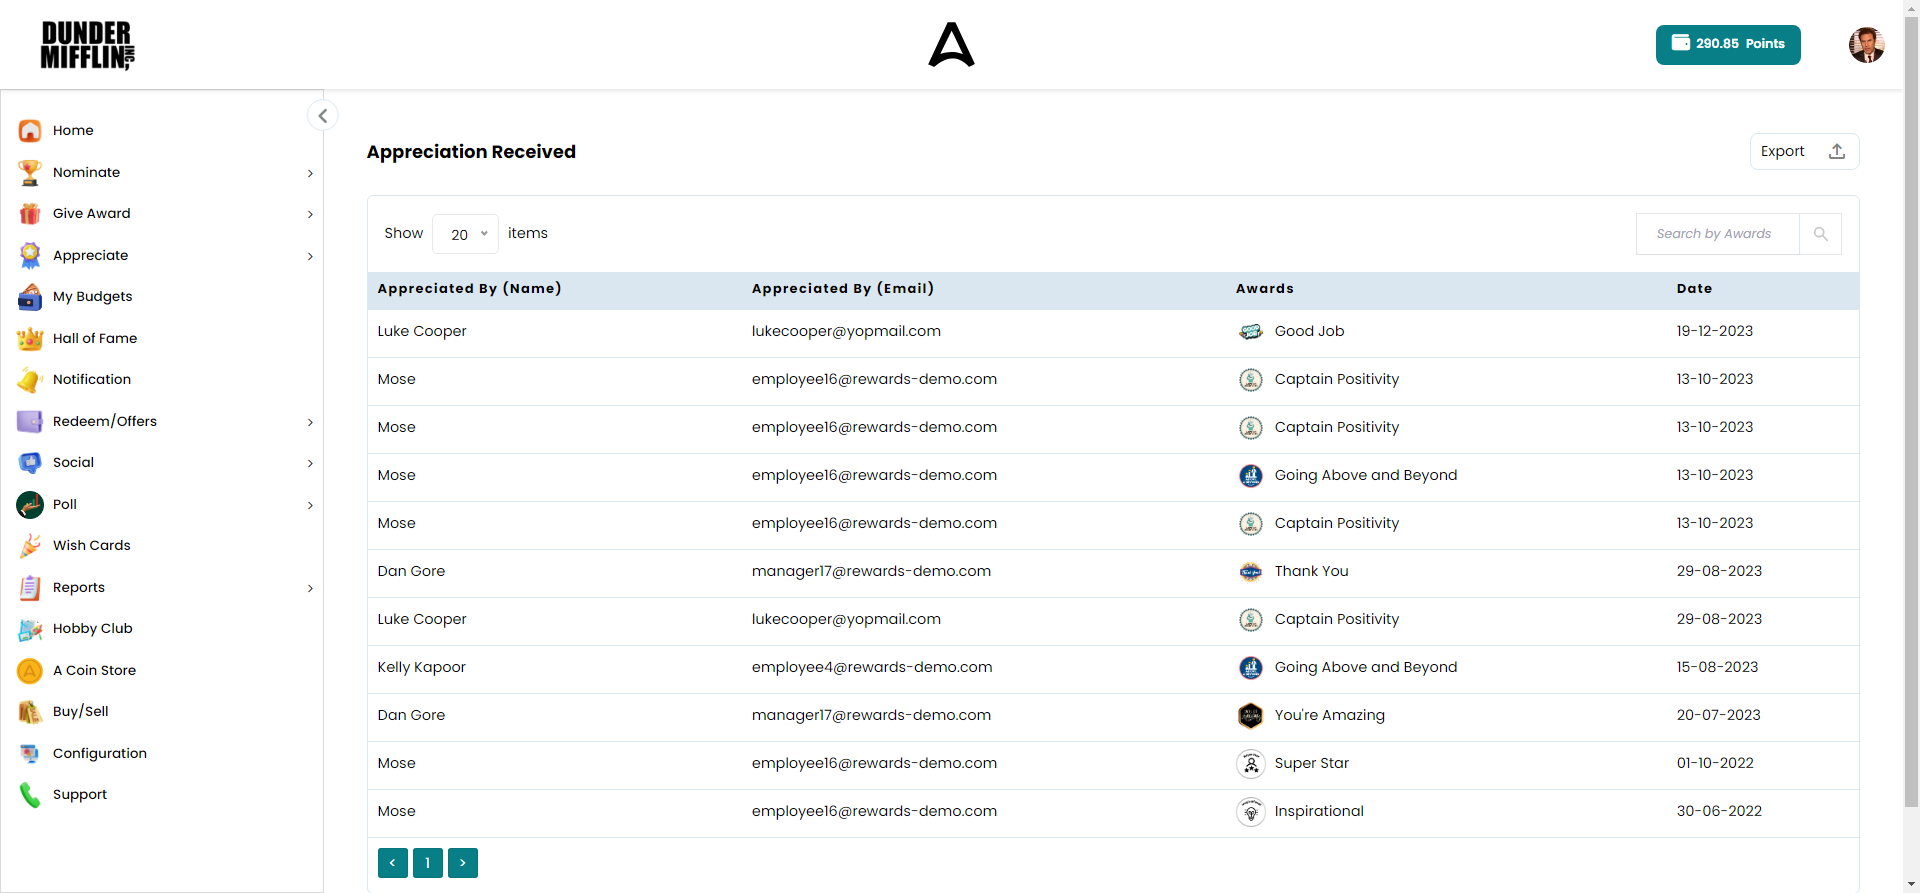 DUNDER
MIFFLIN INC;
290.85 Points
Home
Nominate
Give Award
Appreciate
My Budgets
Hall of Fame
Notification
Redeem/Offers
Social
Poll
Wish Cards
Reports
Hobby Club
A Coin Store
Buy/Sell
Configuration
Support
Appreciation Received
Export
Show 20 items
Search by Awards
Appreciated By (Name) Appreciated By (Email) Awards Date
Luke Cooper lukecooper@yopmail.com Good Job 19-12-2023
Mose employee16@rewards-demo.com Captain Positivity 13-10-2023
Mose employee16@rewards-demo.com Captain Positivity 13-10-2023
Mose employee16@rewards-demo.com Going Above and Beyond 13-10-2023
Mose employee16@rewards-demo.com Captain Positivity 13-10-2023
Dan Gore manager17@rewards-demo.com Thank You 29-08-2023
Luke Cooper lukecooper@yopmail.com Captain Positivity 29-08-2023
Kelly Kapoor employee4@rewards-demo.com Going Above and Beyond 15-08-2023
Dan Gore manager17@rewards-demo.com You're Amazing 20-07-2023
Mose employee16@rewards-demo.com Super Star 01-10-2022
Mose employee16@rewards-demo.com Inspirational 30-06-2022
< 1 >